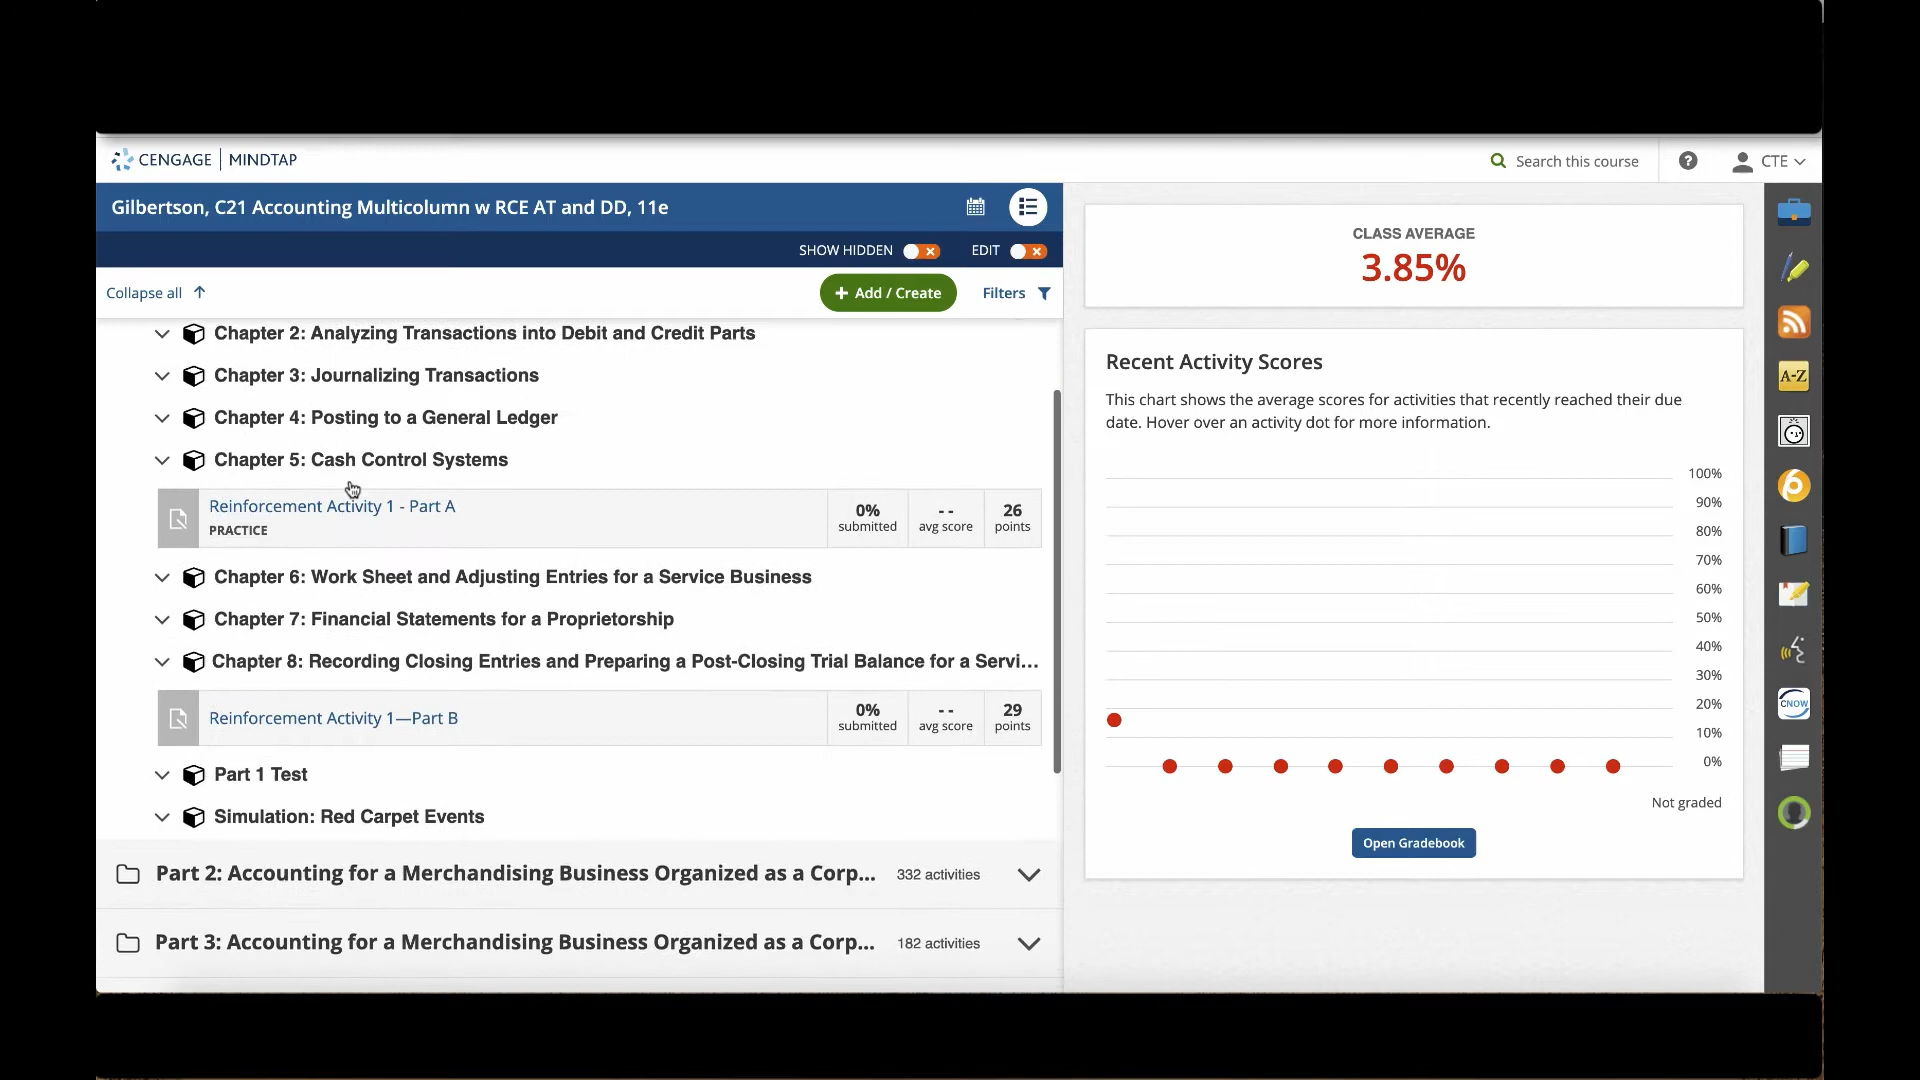 CENGAGE | MINDTAP
Search this course
CTE
Gilbertson, C21 Accounting Multicolumn w RCE AT and DD, 11e
SHOW HIDDEN
EDIT
Collapse all
+ Add / Create
Filters
Chapter 2: Analyzing Transactions into Debit and Credit Parts
Chapter 3: Journalizing Transactions
Chapter 4: Posting to a General Ledger
Chapter 5: Cash Control Systems
Reinforcement Activity 1 - Part A
PRACTICE
0%
submitted
- -
avg score
26
points
Chapter 6: Work Sheet and Adjusting Entries for a Service Business
Chapter 7: Financial Statements for a Proprietorship
Chapter 8: Recording Closing Entries and Preparing a Post-Closing Trial Balance for a Servi...
Reinforcement Activity 1—Part B
0%
submitted
- -
avg score
29
points
Part 1 Test
Simulation: Red Carpet Events
Part 2: Accounting for a Merchandising Business Organized as a Corp...
332 activities
Part 3: Accounting for a Merchandising Business Organized as a Corp...
182 activities
CLASS AVERAGE
3.85%
Recent Activity Scores
This chart shows the average scores for activities that recently reached their due
date. Hover over an activity dot for more information.
100%
90%
80%
70%
60%
50%
40%
30%
20%
10%
0%
Not graded
Open Gradebook
A-Z
CNOW